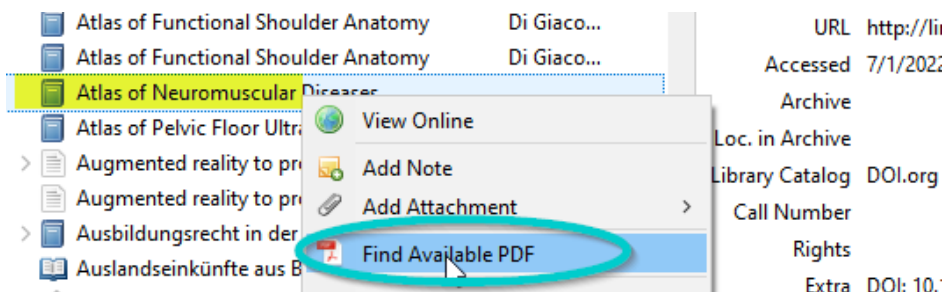 Atlas of Functional Shoulder Anatomy Di Giaco...
Atlas of Functional Shoulder Anatomy Di Giaco...
Atlas of Neuromuscular Diseases
Atlas of Pelvic Floor Ultra
Augmented reality to pr
Augmented reality to pr
Ausbildungsrecht in der
Auslandseinkünfte aus B
View Online
Add Note
Add Attachment
Find Available PDF
URL http://li
Accessed 7/1/2022
Archive
Loc. in Archive
Library Catalog DOI.org
Call Number
Rights
Extra DOI: 10.